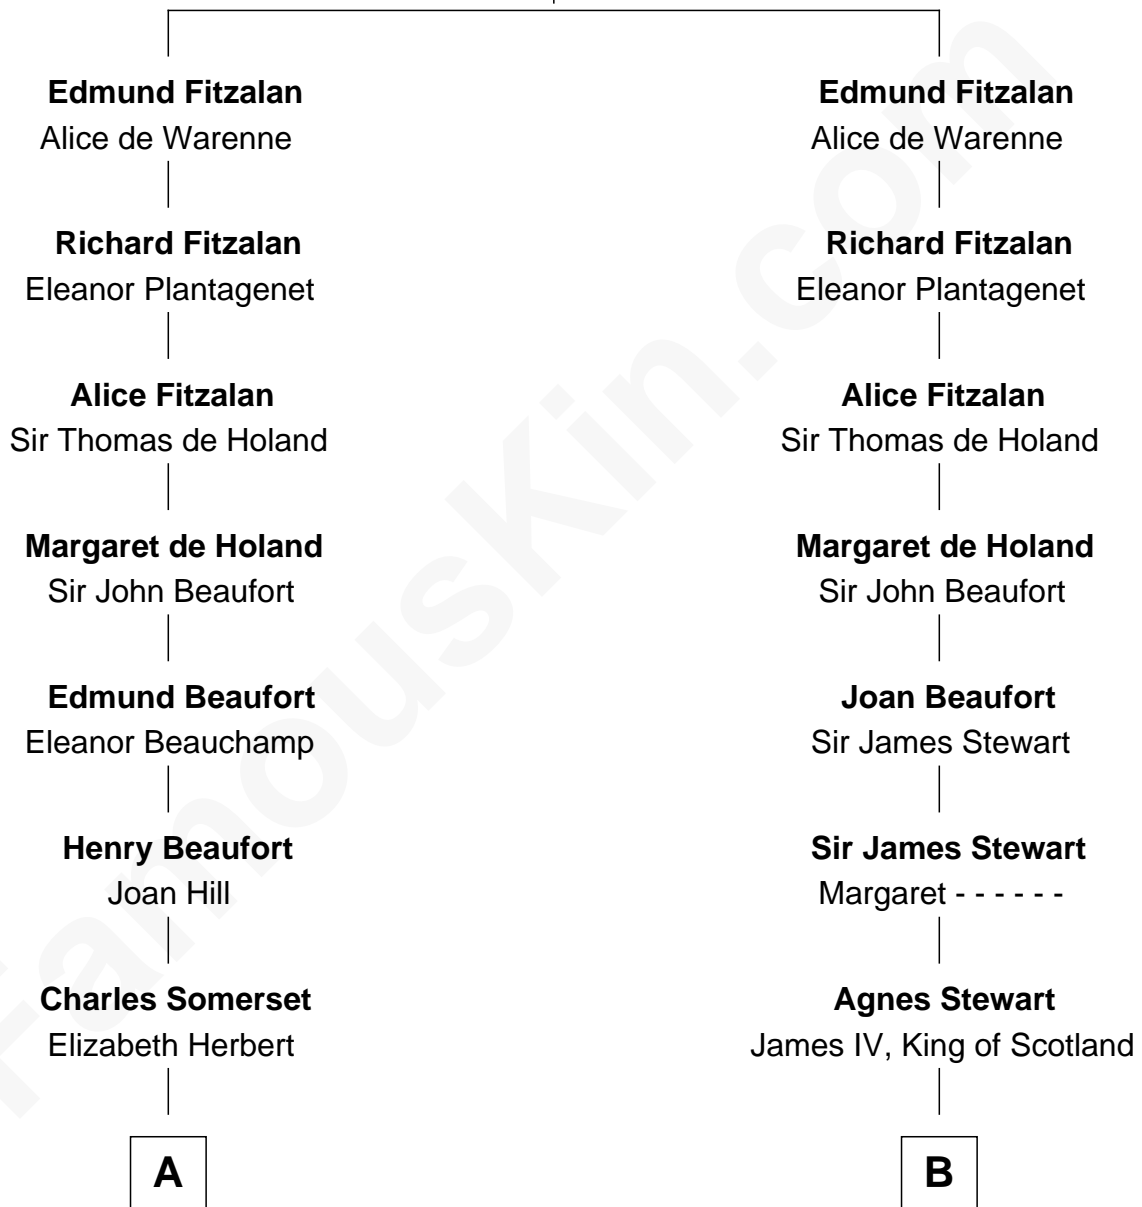 Edmund Fitzalan
Alice de Warenne
Richard Fitzalan
Eleanor Plantagenet
Alice Fitzalan
Sir Thomas de Holand
Margaret de Holand
Sir John Beaufort
Edmund Beaufort
Eleanor Beauchamp
Henry Beaufort
Joan Hill
Charles Somerset
Elizabeth Herbert
A
Edmund Fitzalan
Alice de Warenne
Richard Fitzalan
Eleanor Plantagenet
Alice Fitzalan
Sir Thomas de Holand
Margaret de Holand
Sir John Beaufort
Joan Beaufort
Sir James Stewart
Sir James Stewart
Margaret - - - - - -
Agnes Stewart
James IV, King of Scotland
B
FamousKin.com